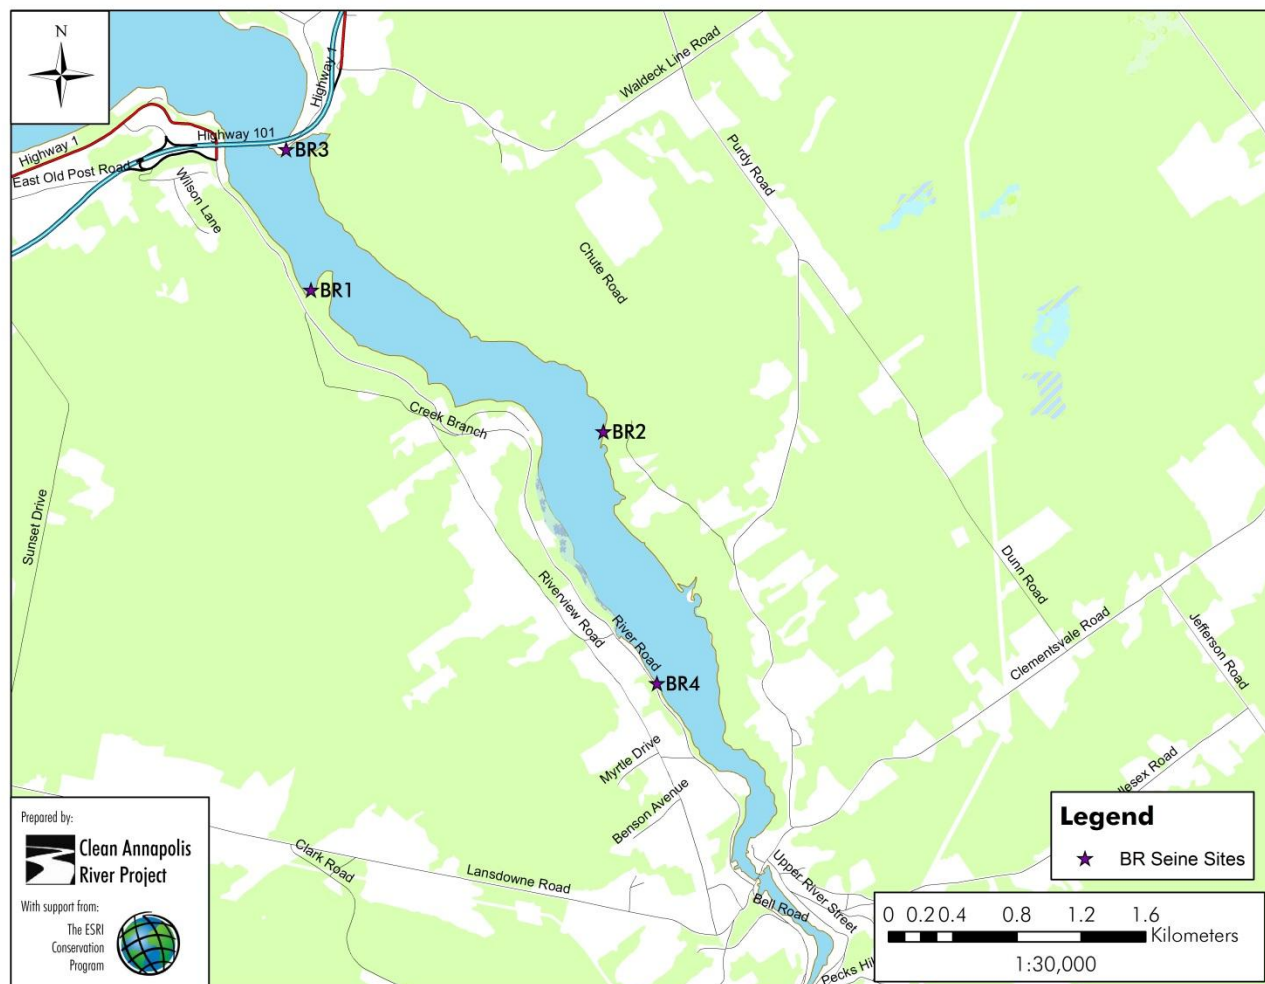 N
Highway 1
Waldeck Line Road
Highway 101
Highway 1
BR3
East Old Post Road
Wilson Lane
Purdy Road
Chute Road
BR1
Creek Branch
BR2
Sunset Drive
Dunn Road
Riverview Road
River Road
Clementsvale Road
Jefferson Road
BR4
Myrtle Drive
Benson Avenue
llesex Road
Clark Road
Lansdowne Road
Upper River Street
Bell Road
Pecks Hil
Prepared by:
Clean Annapolis
River Project
With support from:
The ESRI
Conservation
Program
Legend
BR Seine Sites
0 0.2 0.4 0.8 1.2 1.6
Kilometers
1:30,000